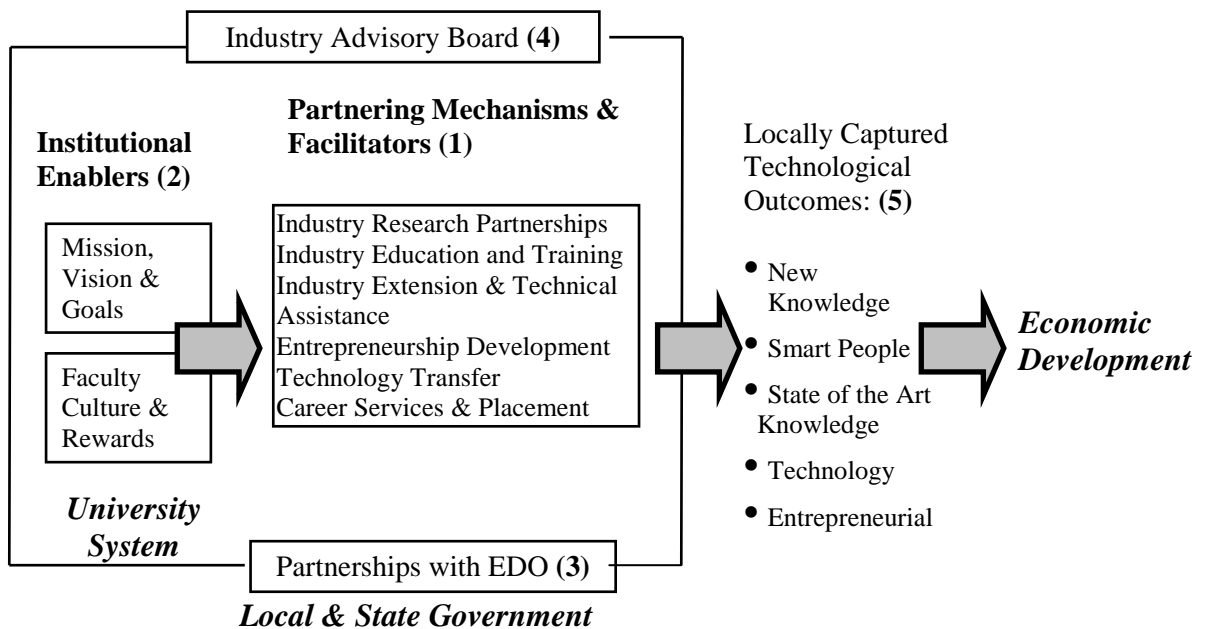 Industry Advisory Board (4)
Institutional
Enablers (2)
Mission,
Vision &
Goals
Faculty
Culture &
Rewards
University
System
Partnering Mechanisms &
Facilitators (1)
Industry Research Partnerships
Industry Education and Training
Industry Extension & Technical
Assistance
Entrepreneurship Development
Technology Transfer
Career Services & Placement
Partnerships with EDO (3)
Local & State Government
Locally Captured
Technological
Outcomes: (5)
• New
Knowledge
• Smart People
• State of the Art
Knowledge
• Technology
• Entrepreneurial
Economic
Development